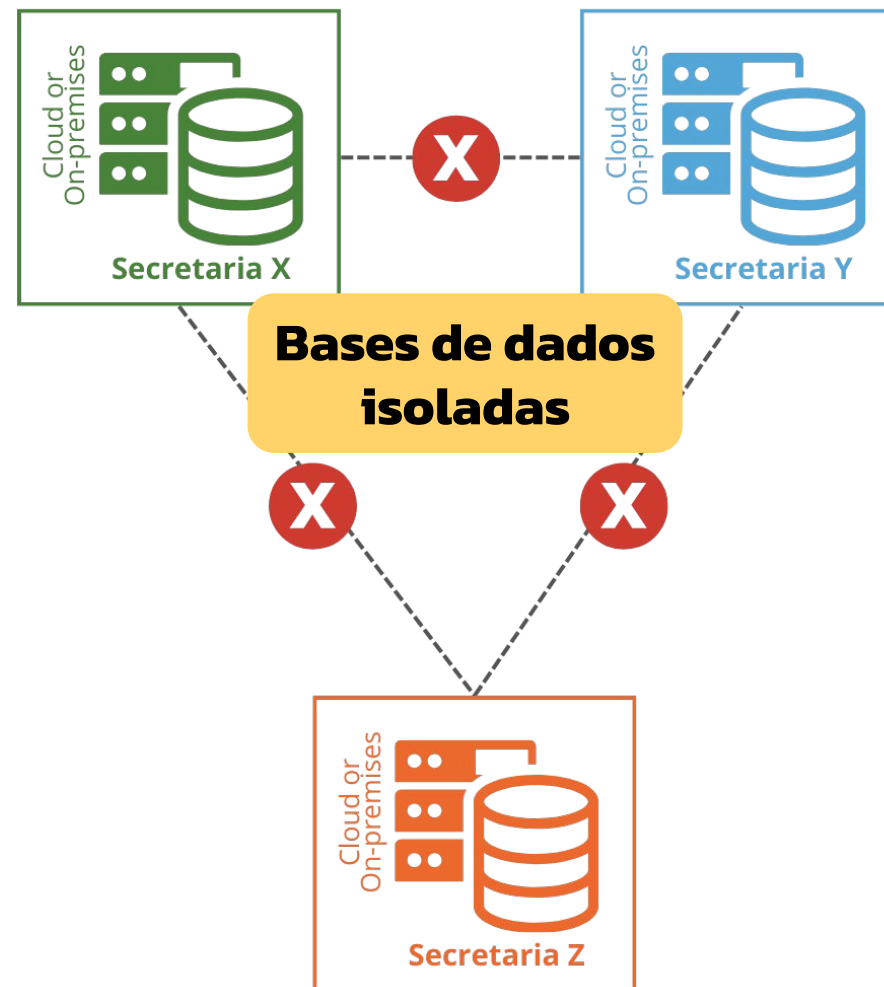 Cloud or
On-premises
Secretaria X
X
Cloud or
On-premises
Secretaria Y
Bases de dados
isoladas
X
X
Cloud or
On-premises
Secretaria Z